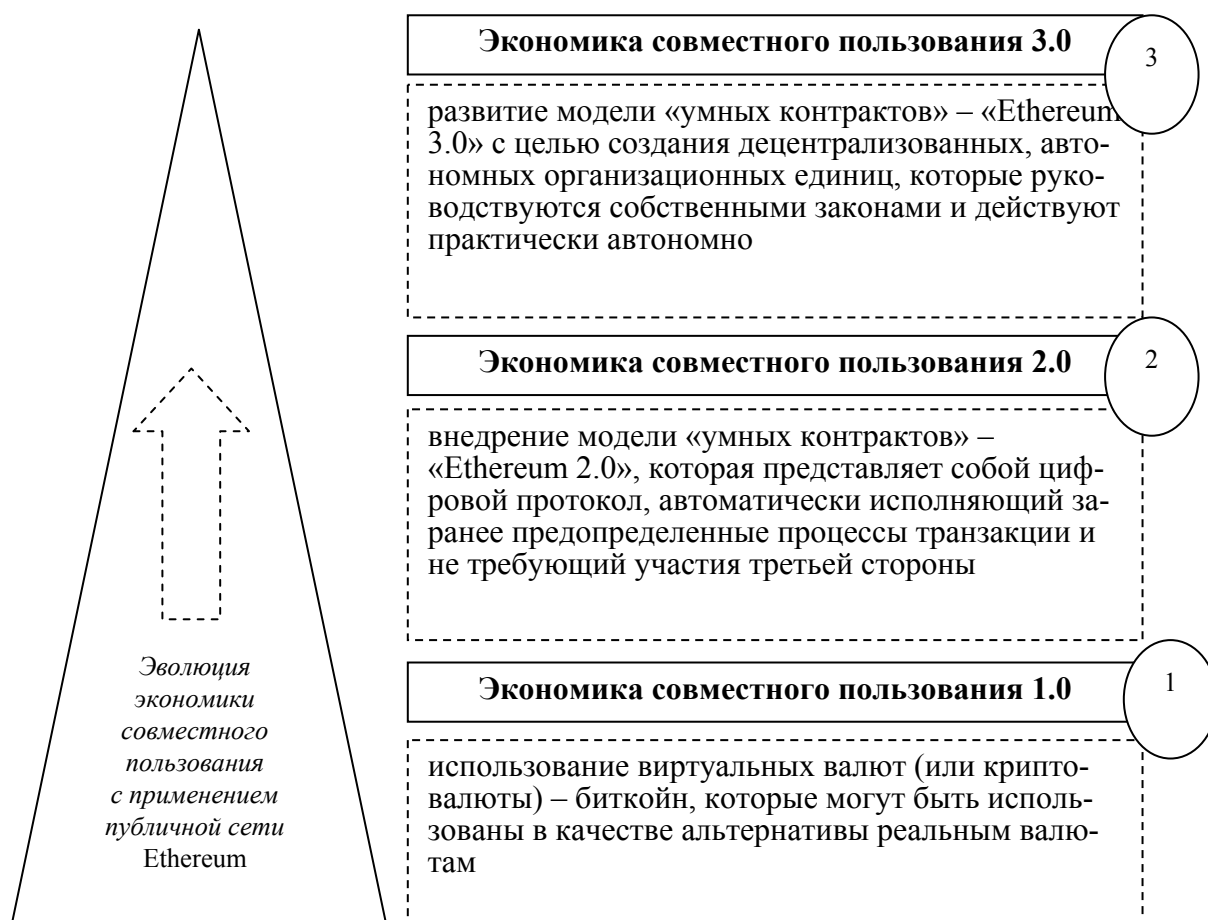 Экономика совместного пользования 3.0
3
развитие модели «умных контрактов» – «Ethereum
3.0» с целью создания децентрализованных, авто-
номных организационных единиц, которые руко-
водствуются собственными законами и действуют
практически автономно
Экономика совместного пользования 2.0
2
внедрение модели «умных контрактов» –
«Ethereum 2.0», которая представляет собой циф-
ровой протокол, автоматически исполняющий за-
ранее предопределенные процессы транзакции и
не требующий участия третьей стороны
Экономика совместного пользования 1.0
1
использование виртуальных валют (или крипто-
валюты) – биткойн, которые могут быть исполь-
зованы в качестве альтернативы реальным валю-
там
Эволюция
экономики
совместного
пользования
с применением
публичной сети
Ethereum